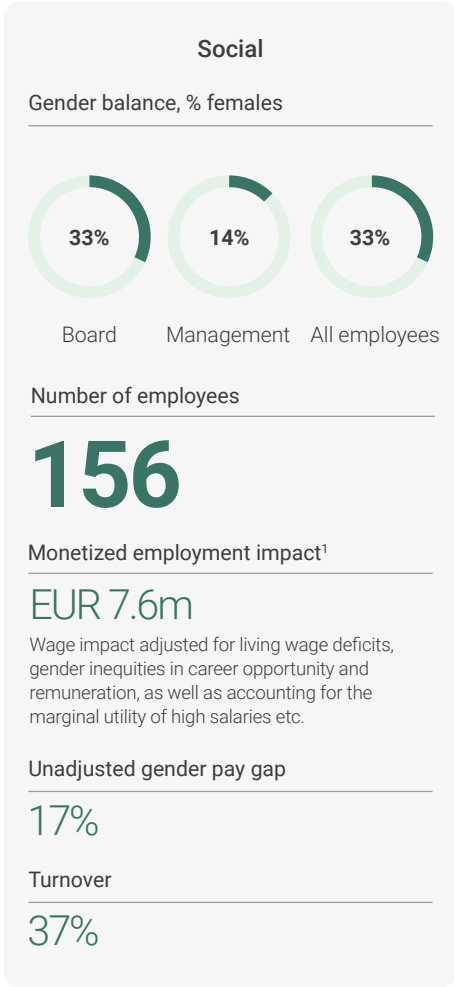 Social
Gender balance, % females
33%
14%
33%
Board
Management
All employees
Number of employees
156
Monetized employment impact¹
EUR 7.6m
Wage impact adjusted for living wage deficits,
gender inequities in career opportunity and
remuneration, as well as accounting for the
marginal utility of high salaries etc.
Unadjusted gender pay gap
17%
Turnover
37%